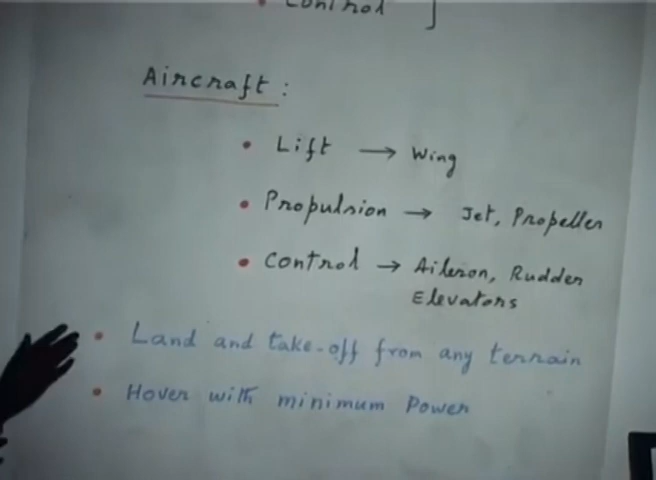 • Control ]
Aircraft :
• Lift → Wing
• Propulsion → Jet, Propeller
• Control → Aileron, Rudder
Elevators
• Land and take-off from any terrain
• Hover with minimum Power